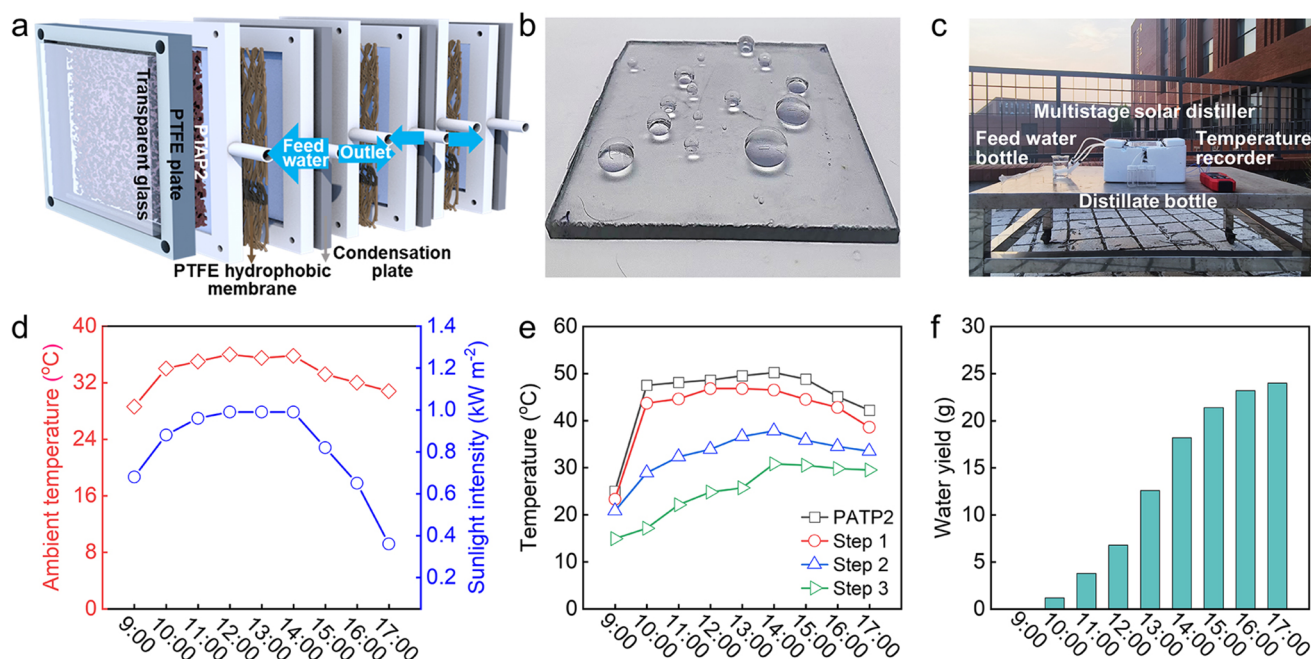 a
Transparent glass
PTFE plate
PTAP2
Feed
water
Outlet
PTFE hydrophobic
membrane
Condensation
plate
b
c
Multistage solar distiller
Feed water
bottle
Temperature
recorder
Distillate bottle
d
Ambient temperature (°C)
40
32
24
16
8
0
1.4
1.2
1.0
0.8
0.6
0.4
0.2
Sunlight intensity (kW m⁻²)
9:00
10:00
11:00
12:00
13:00
14:00
15:00
16:00
17:00
e
Temperature (°C)
60
50
40
30
20
10
0
PATP2
Step 1
Step 2
Step 3
9:00
10:00
11:00
12:00
13:00
14:00
15:00
16:00
17:00
f
Water yield (g)
30
25
20
15
10
5
0
9:00
10:00
11:00
12:00
13:00
14:00
15:00
16:00
17:00